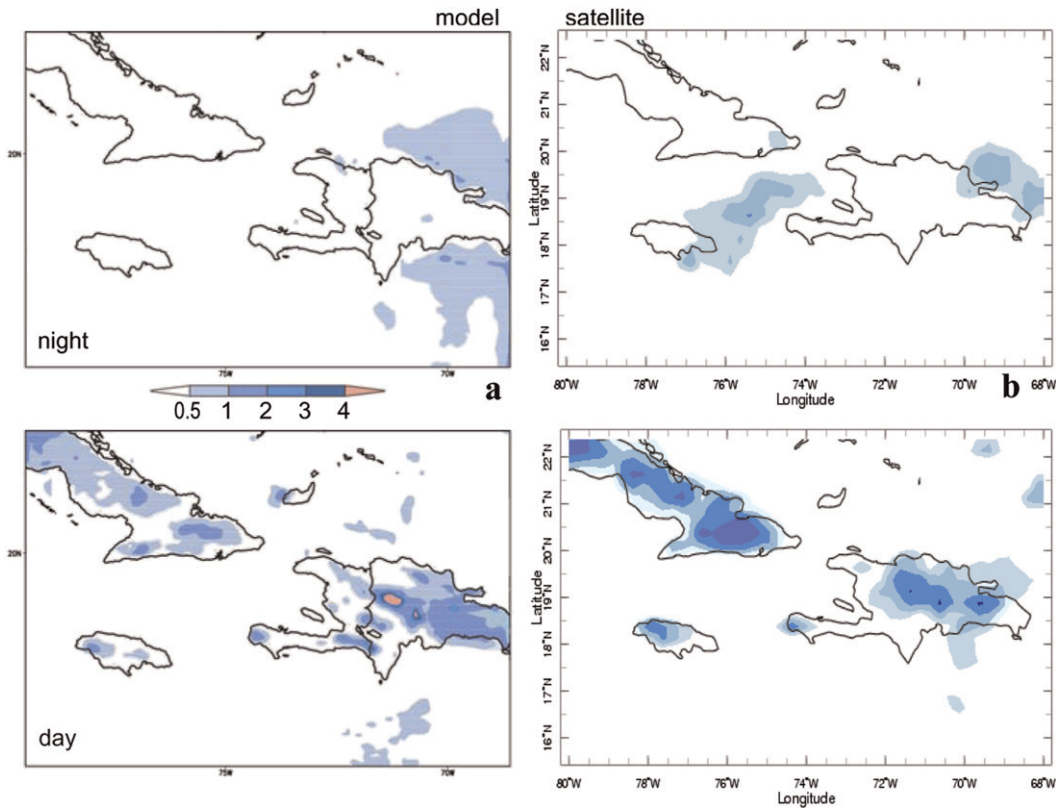 model
satellite
20N
night
75W
70W
22°N
21°N
20°N
19°N
18°N
17°N
16°N
Latitude
80°W 78°W 76°W 74°W 72°W 70°W 68°W
Longitude
0.5 1 2 3 4
a
b
20N
day
75W
70W
22°N
21°N
20°N
19°N
18°N
17°N
16°N
Latitude
80°W 78°W 76°W 74°W 72°W 70°W 68°W
Longitude